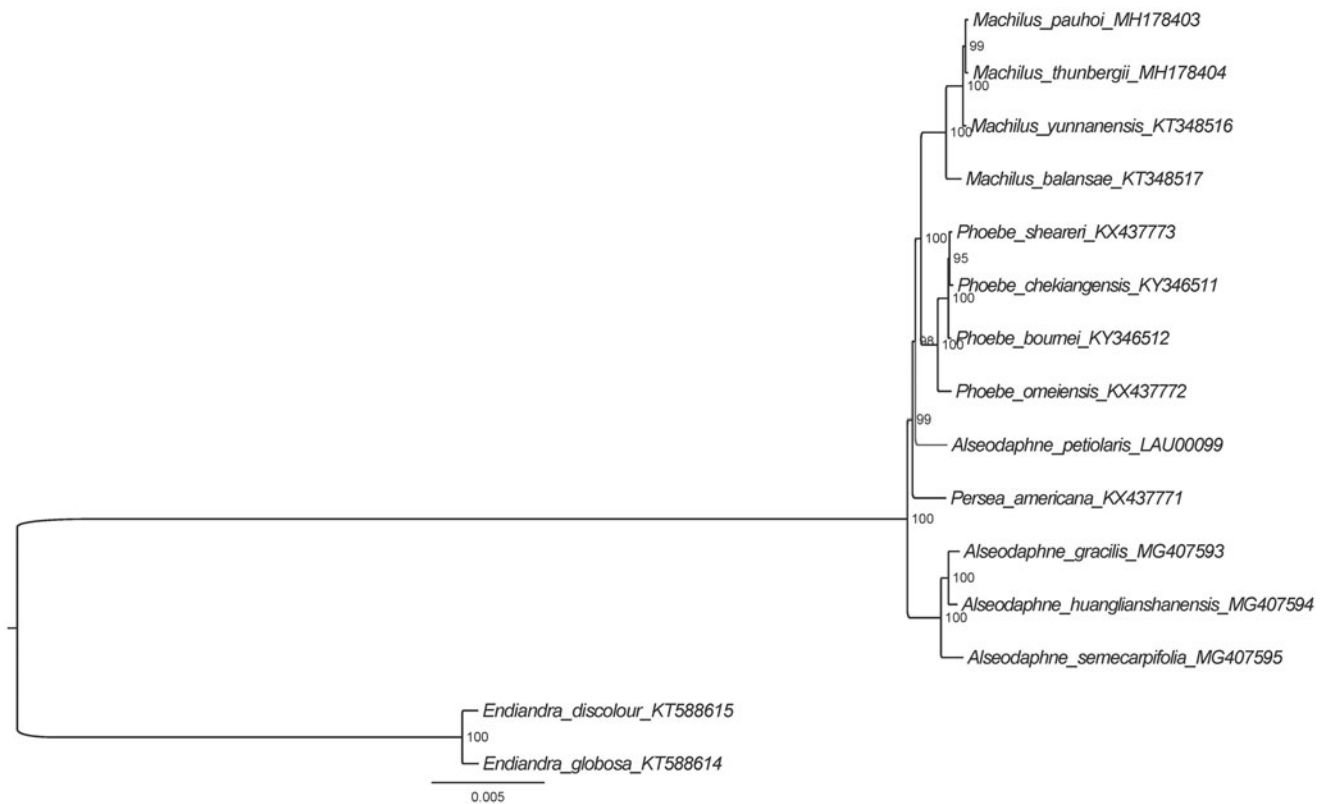 Machilus_pauhoi_MH178403
99
Machilus_thunbergii_MH178404
100
Machilus_yunnanensis_KT348516
100
Machilus_balansae_KT348517
Phoebe_sheareri_KX437773
100
95
Phoebe_chekiangensis_KY346511
100
Phoebe_bournei_KY346512
98
100
Phoebe_omeiensis_KX437772
99
Alseodaphne_petiolaris_LAU00099
Persea_americana_KX437771
100
Alseodaphne_gracilis_MG407593
100
Alseodaphne_huanglianshanensis_MG407594
100
Alseodaphne_semecarpifolia_MG407595
Endiandra_discolour_KT588615
100
Endiandra_globosa_KT588614
0.005